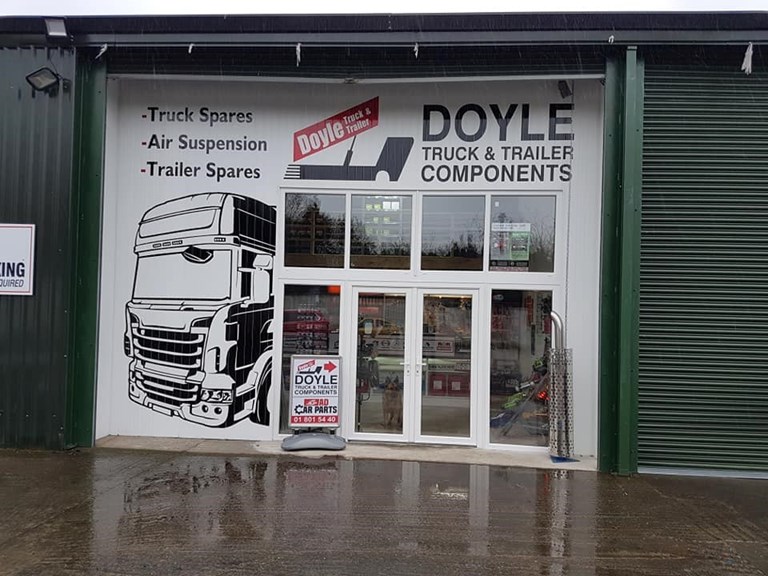 -Truck Spares
-Air Suspension
-Trailer Spares
Doyle Truck & Trailer
DOYLE
TRUCK & TRAILER
COMPONENTS
KING
QUIRED
DOYLE
TRUCK & TRAILER
COMPONENTS
CAR PARTS
01 801 54 40